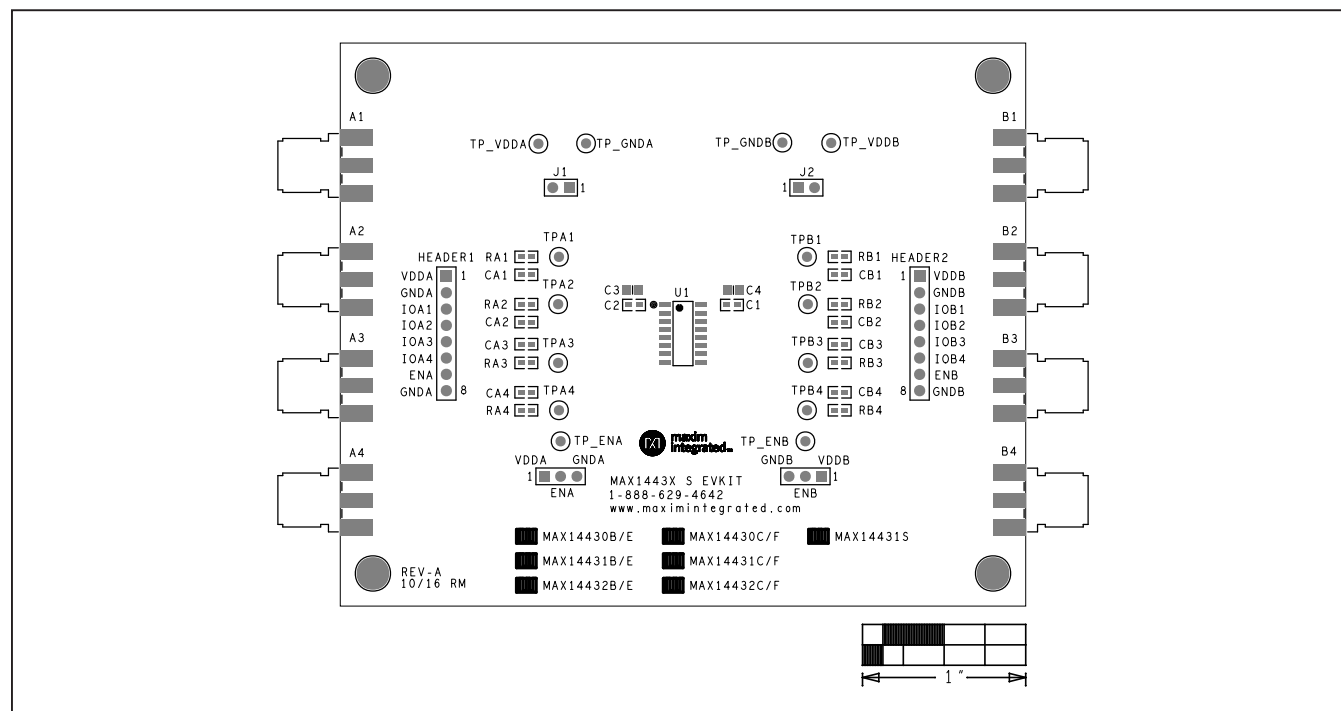 A1
B1
TP_VDDA
TP_GNDA
TP_GNDB
TP_VDDB
J1
1
J2
1
A2
B2
TPA1
TPB1
HEADER1
RA1
RB1
HEADER2
VDDA
1
CA1
CB1
1
VDDB
GNDA
TPA2
C3
U1
C4
TPB2
GNDB
IOA1
RA2
C2
C1
RB2
IOB1
IOA2
CA2
CB2
IOB2
A3
IOA3
CA3
TPA3
TPB3
CB3
IOB3
B3
IOA4
RA3
RB3
IOB4
ENA
ENB
GNDA
8
CA4
TPA4
TPB4
CB4
8
GNDB
RA4
RB4
TP_ENA
maxim
integrated™
TP_ENB
A4
VDDA
GNDA
GNDB
VDDB
B4
1
1
ENA
ENB
MAX1443X S EVKIT
1-888-629-4642
www.maximintegrated.com
MAX14430B/E
MAX14430C/F
MAX14431S
MAX14431B/E
MAX14431C/F
MAX14432B/E
MAX14432C/F
REV-A
10/16 RM
1"